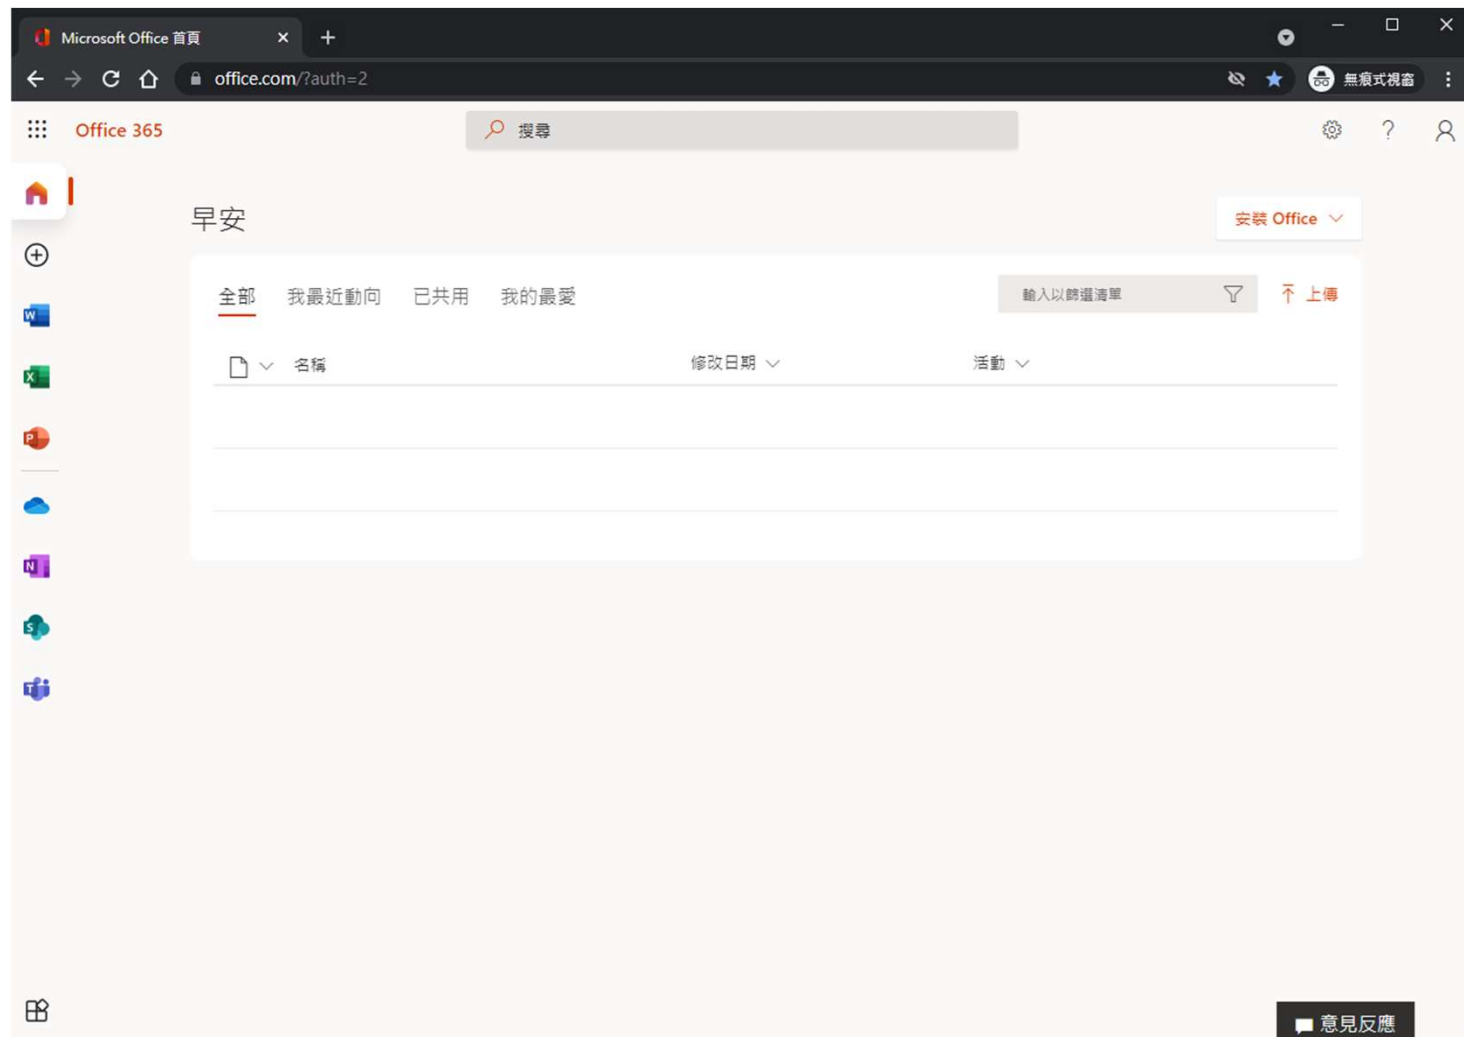 Microsoft Office 首頁
office.com/?auth=2
無痕式視窗
Office 365
搜尋
早安
安裝 Office
全部 我最近動向 已共用 我的最愛
輸入以篩選清單
上傳
名稱 修改日期 活動
意見反應